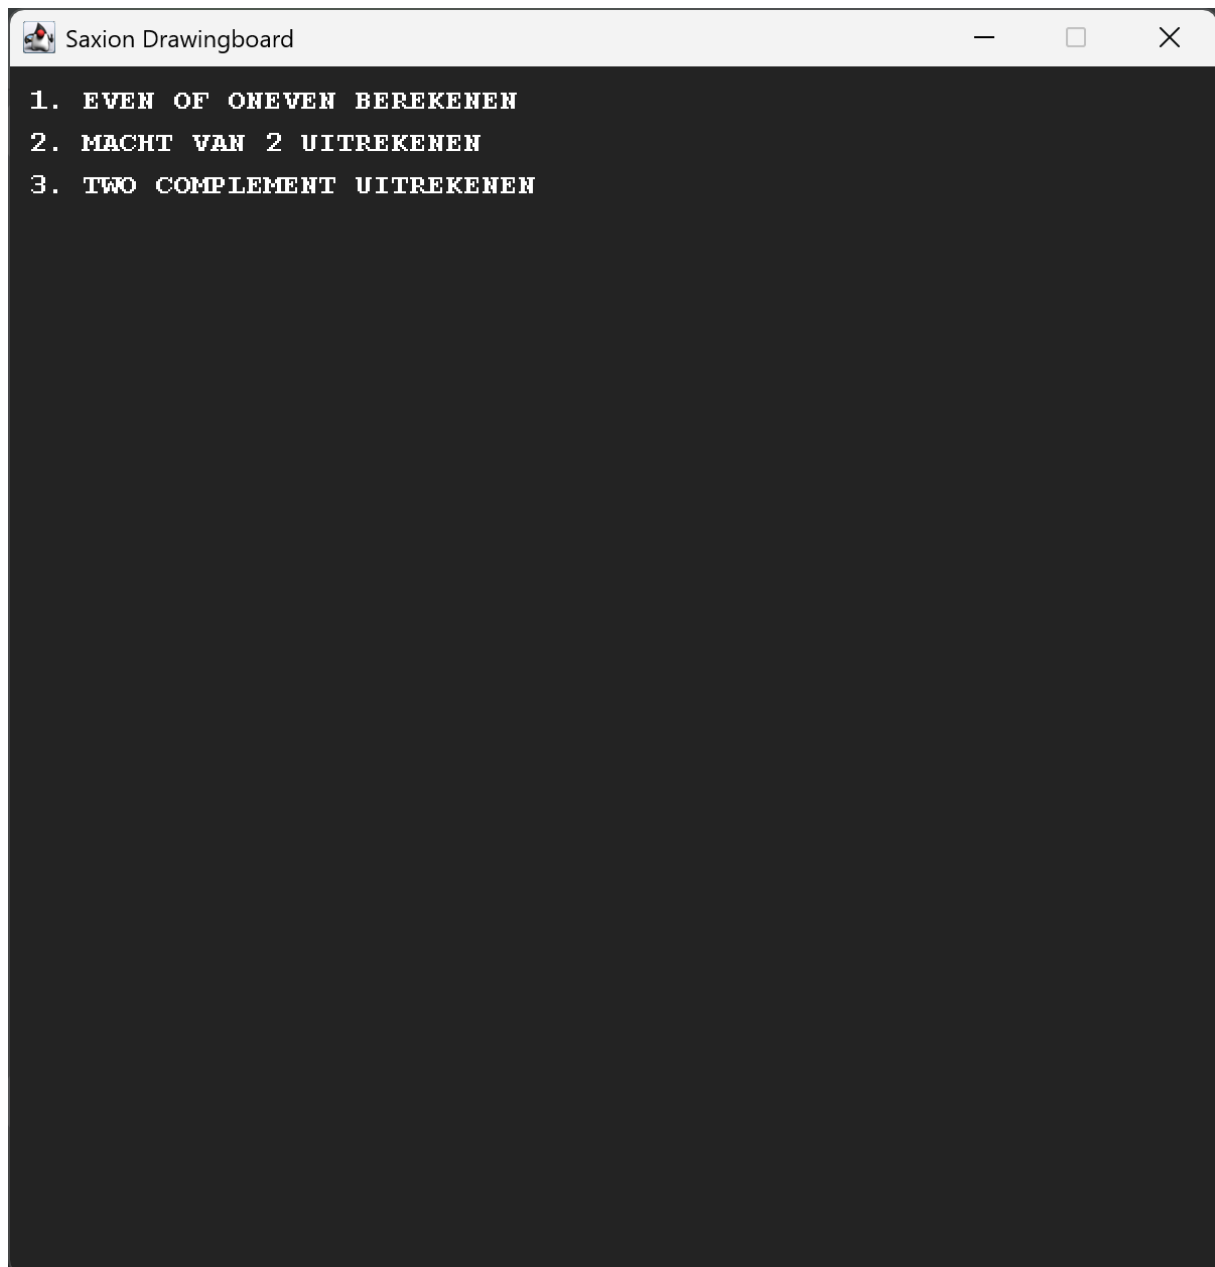 Saxion Drawingboard
1. EVEN OF ONEVEN BEREKENEN
2. MACHT VAN 2 UITREKENEN
3. TWO COMPLEMENT UITREKENEN